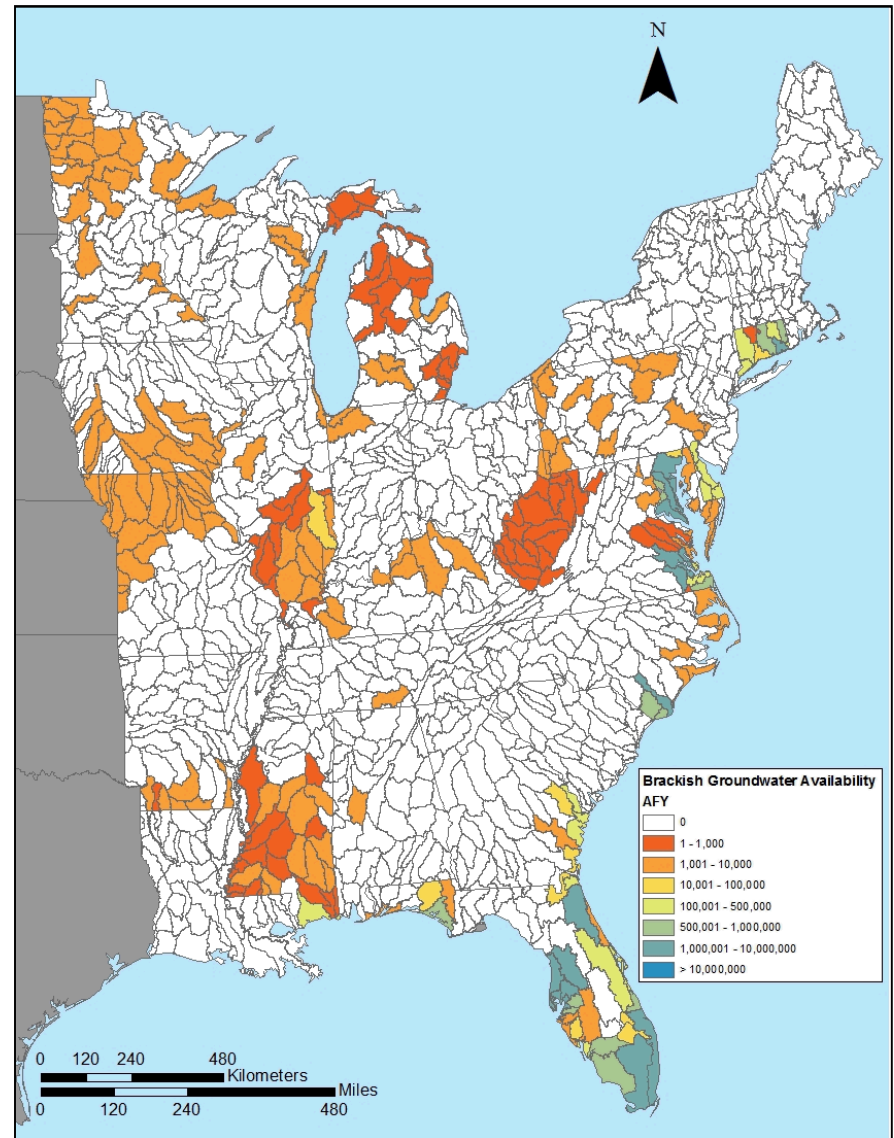 N
Brackish Groundwater Availability
AFY
0
1 - 1,000
1,001 - 10,000
10,001 - 100,000
100,001 - 500,000
500,001 - 1,000,000
1,000,001 - 10,000,000
> 10,000,000
0 120 240 480
Kilometers
Miles
0 120 240 480